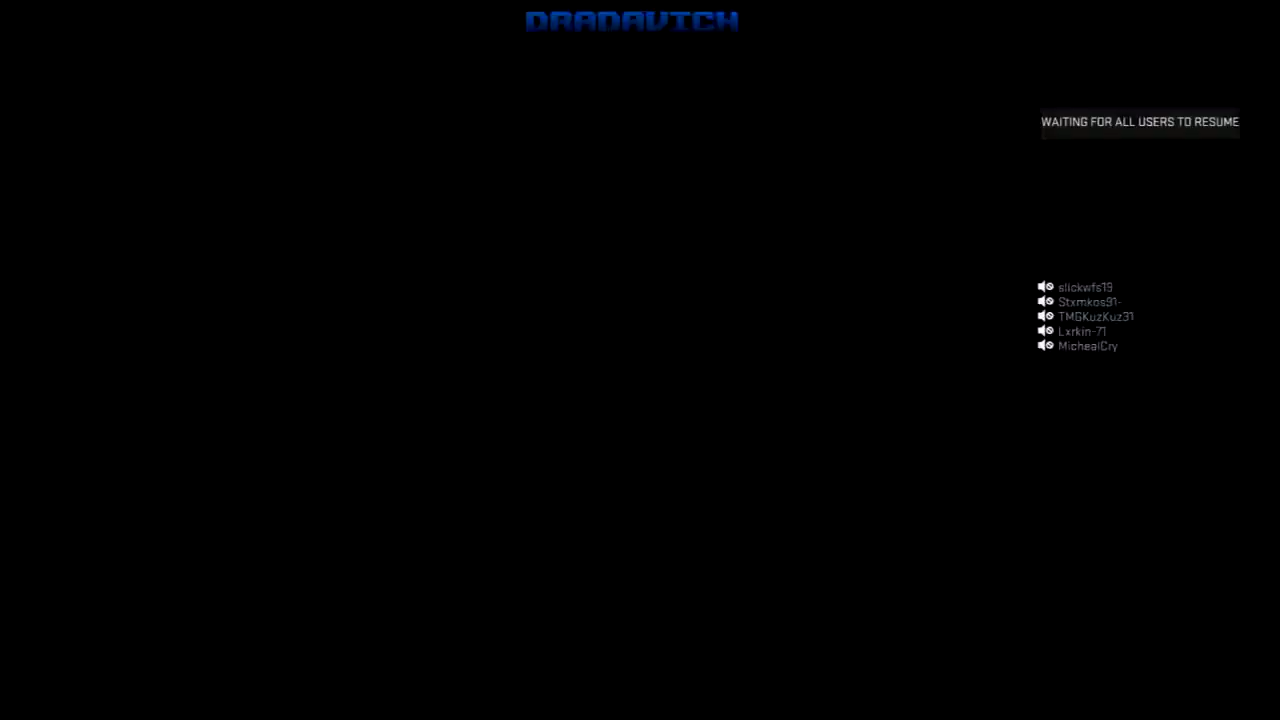 DRADAVICH
WAITING FOR ALL USERS TO RESUME
slickwfs19
Stxmkos91-
TMGKuzKuz31
Lxrkin-71
MichealCry